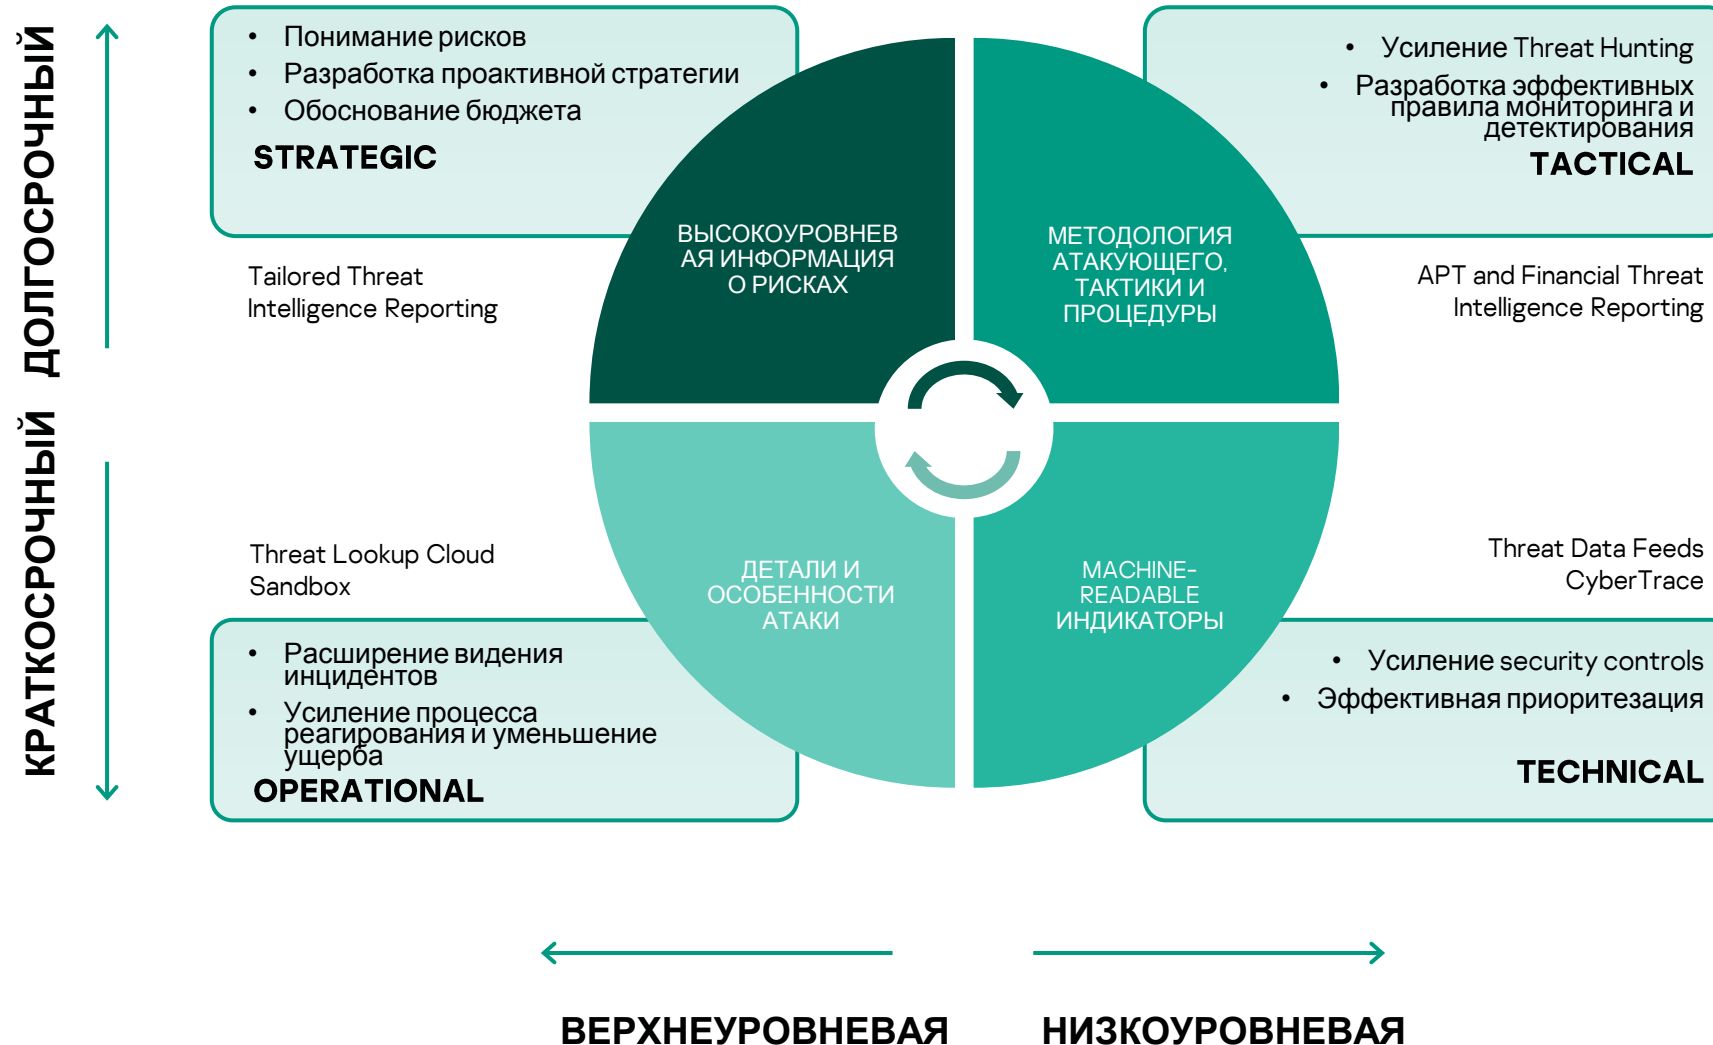 ДОЛГОСРОЧНЫЙ
КРАТКОСРОЧНЫЙ
• Понимание рисков
• Разработка проактивной стратегии
• Обоснование бюджета
STRATEGIC
Tailored Threat
Intelligence Reporting
ВЫСОКОУРОВНЕВ
АЯ ИНФОРМАЦИЯ
О РИСКАХ
МЕТОДОЛОГИЯ
АТАКУЮЩЕГО,
ТАКТИКИ И
ПРОЦЕДУРЫ
• Усиление Threat Hunting
• Разработка эффективных
правила мониторинга и
детектирования
TACTICAL
APT and Financial Threat
Intelligence Reporting
Threat Lookup Cloud
Sandbox
• Расширение видения
инцидентов
• Усиление процесса
реагирования и уменьшение
ущерба
OPERATIONAL
ДЕТАЛИ И
ОСОБЕННОСТИ
АТАКИ
MACHINE-
READABLE
ИНДИКАТОРЫ
Threat Data Feeds
CyberTrace
• Усиление security controls
• Эффективная приоритезация
TECHNICAL
ВЕРХНЕУРОВНЕВАЯ
НИЗКОУРОВНЕВАЯ